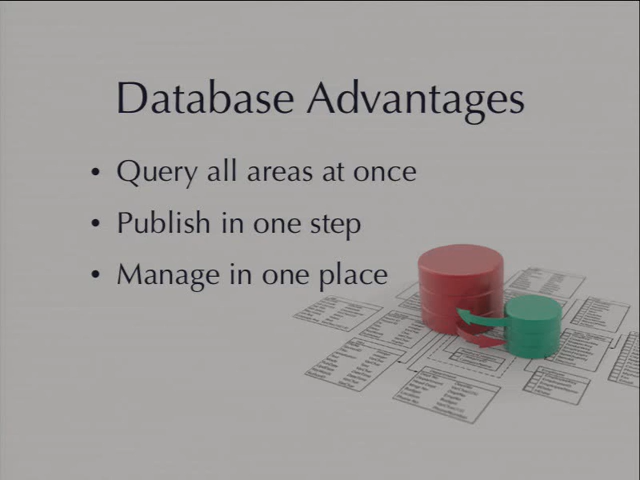 Database Advantages
• Query all areas at once
• Publish in one step
• Manage in one place